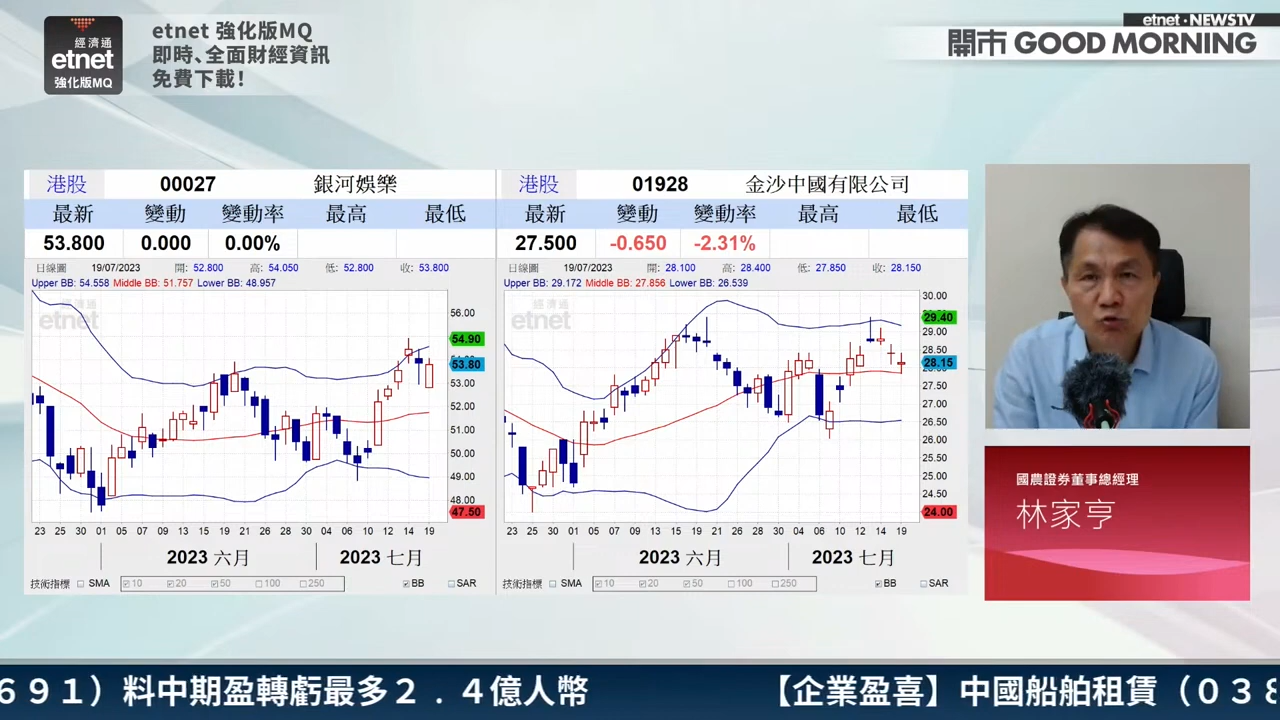 經濟通
etnet
強化版MQ
etnet 強化版MQ
即時、全面財經資訊
免費下載！
etnet·NEWSTV
開市 GOOD MORNING
港股 00027 銀河娛樂
最新 變動 變動率 最高 最低
53.800 0.000 0.00%
日線圖 19/07/2023 開: 52.800 高: 54.050 低: 52.800 收: 53.800
Upper BB: 54.558 Middle BB: 51.757 Lower BB: 48.957
經濟通
etnet
56.00
54.90
53.80
53.00
52.00
51.00
50.00
49.00
48.00
47.50
23 25 30 01 05 07 09 13 15 19 21 26 28 30 04 06 10 12 14 19
2023 六月 2023 七月
技術指標 SMA 10 20 50 100 250 BB SAR
港股 01928 金沙中國有限公司
最新 變動 變動率 最高 最低
27.500 -0.650 -2.31%
日線圖 19/07/2023 開: 28.100 高: 28.400 低: 27.850 收: 28.150
Upper BB: 29.172 Middle BB: 27.856 Lower BB: 26.539
經濟通
etnet
30.00
29.40
29.00
28.50
28.15
27.50
27.00
26.50
26.00
25.50
25.00
24.50
24.00
23 25 30 01 05 07 09 13 15 19 21 26 28 30 04 06 10 12 14 19
2023 六月 2023 七月
技術指標 SMA 10 20 50 100 250 BB SAR
國農證券董事總經理
林家亨
６９１）料中期盈轉虧最多２．４億人幣 【企業盈喜】中國船舶租賃（０３８